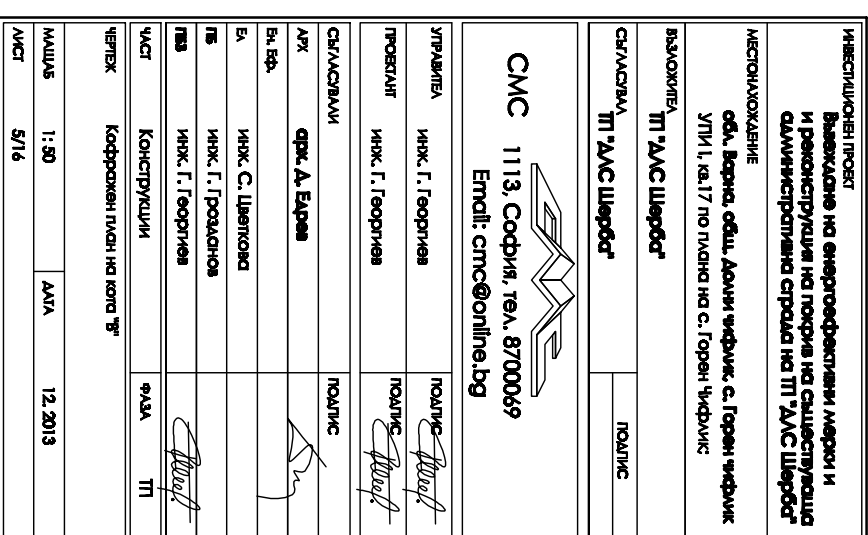 ИНВЕСТИЦИОНЕН ПРОЕКТ
Въвеждане на енергоефективни мерки и
и реконструкция на покрив на съществуваща
административна сграда на ТП "ДЛС Шерба"
МЕСТОНАХОЖДЕНИЕ
обл. Варна, общ. Долни чифлик, с. Горен чифлик
УПИ I, кв.17 по плана на с. Горен Чифлик;
ВЪЗЛОЖИТЕЛ
ТП "ДЛС Шерба"
СЪГЛАСУВАЛ ПОДПИС
ТП "ДЛС Шерба"
СМС 1113, София, тел. 8700069
Email: cmc@online.bg
УПРАВИТЕЛ инж. Г. Георгиев ПОДПИС
ПРОЕКТАНТ инж. Г. Георгиев ПОДПИС
СЪГЛАСУВАЛИ ПОДПИС
АРХ арх. Д. Едрев
Ен. Еф.
ЕЛ инж. С. Цветкова
ПБ инж. Г. Грозданов
ПБЗ инж. Г. Георгиев
ЧАСТ Конструкции ФАЗА ТП
ЧЕРТЕЖ Кофражен план на кота "В"
МАЩАБ 1: 50 ДАТА 12. 2013
ЛИСТ 5/16